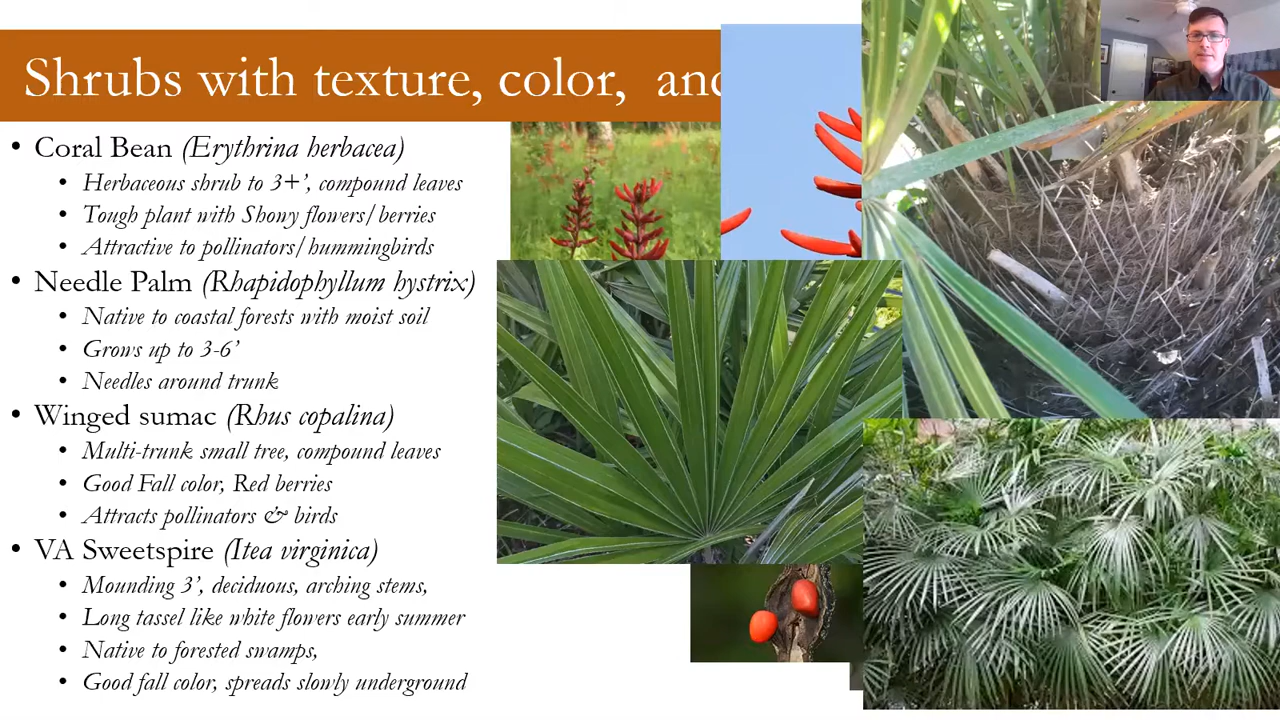 Shrubs with texture, color, and
• Coral Bean (Erythrina herbacea)
• Herbaceous shrub to 3+’, compound leaves
• Tough plant with Showy flowers/berries
• Attractive to pollinators/hummingbirds
• Needle Palm (Rhapidophyllum hystrix)
• Native to coastal forests with moist soil
• Grows up to 3-6’
• Needles around trunk
• Winged sumac (Rhus copalina)
• Multi-trunk small tree, compound leaves
• Good Fall color, Red berries
• Attracts pollinators & birds
• VA Sweetspire (Itea virginica)
• Mounding 3’, deciduous, arching stems,
• Long tassel like white flowers early summer
• Native to forested swamps,
• Good fall color, spreads slowly underground